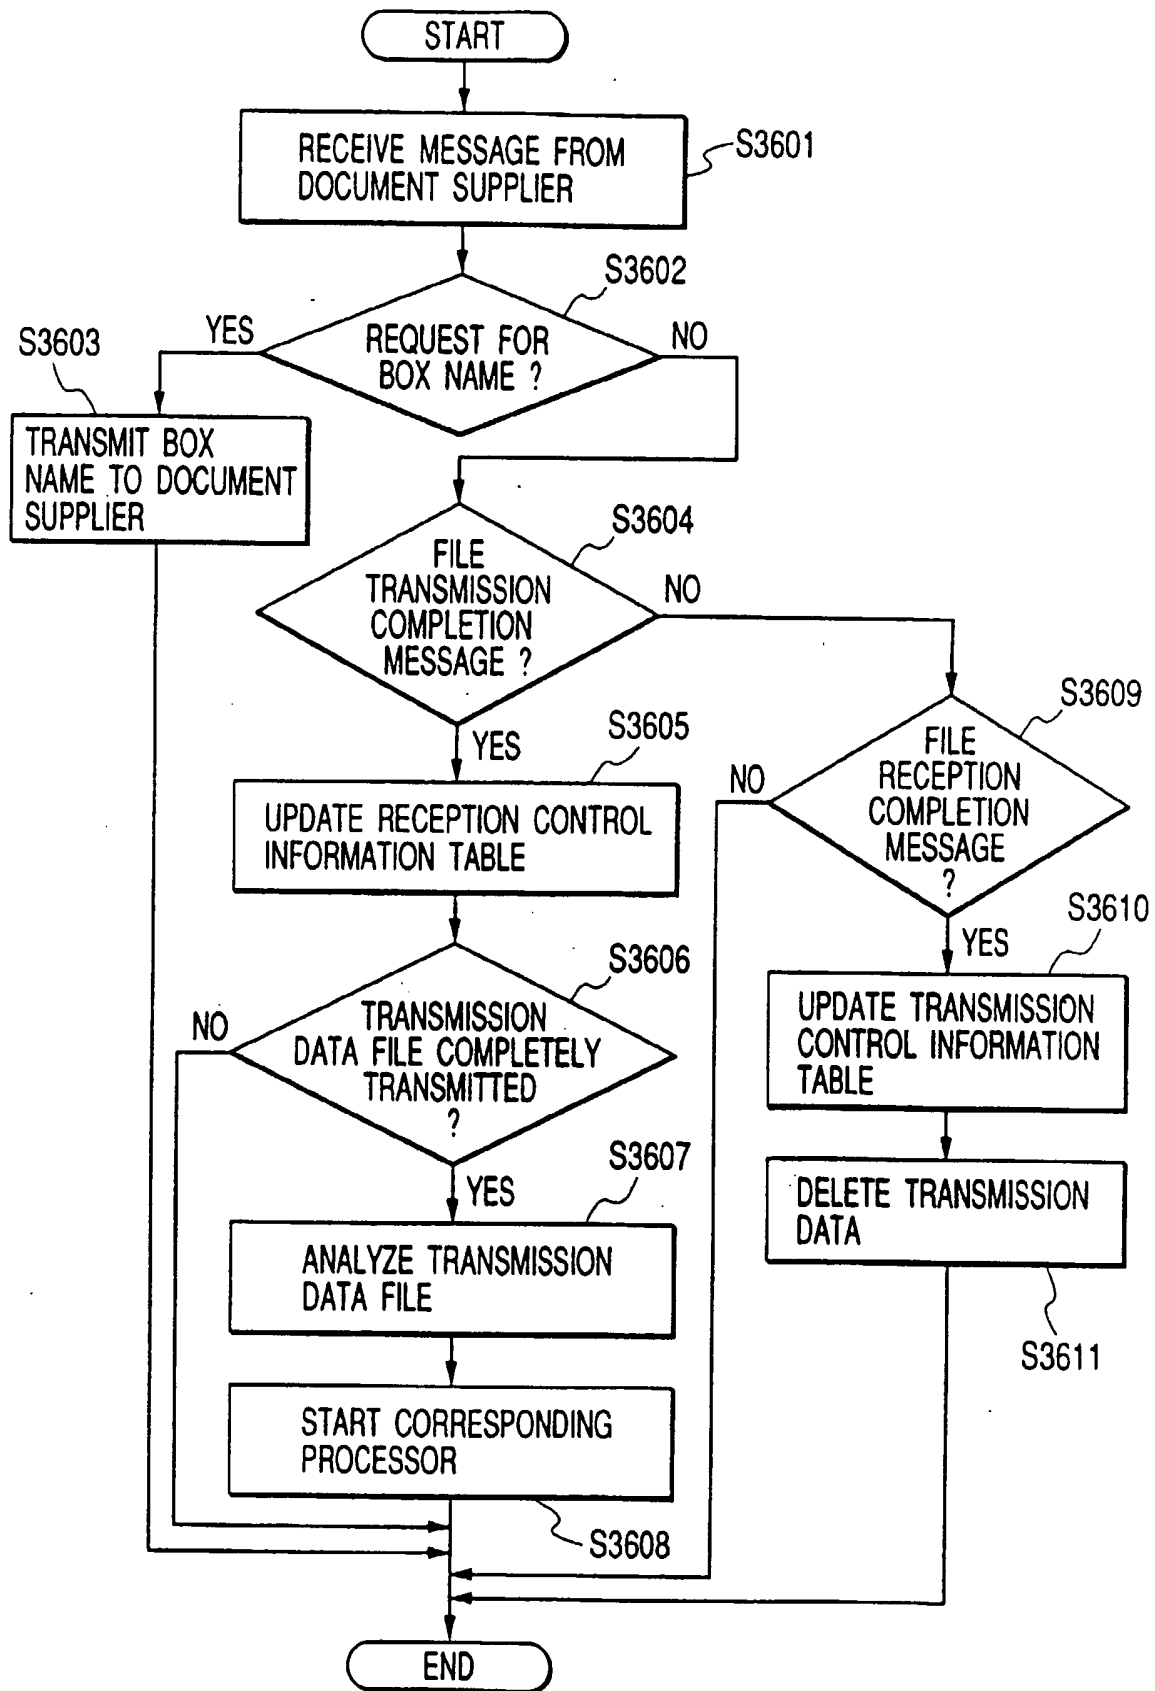 START
RECEIVE MESSAGE FROM
DOCUMENT SUPPLIER
S3601
S3602
REQUEST FOR
BOX NAME ?
YES
NO
S3603
TRANSMIT BOX
NAME TO DOCUMENT
SUPPLIER
S3604
FILE
TRANSMISSION
COMPLETION
MESSAGE ?
NO
YES
S3605
UPDATE RECEPTION CONTROL
INFORMATION TABLE
S3609
FILE
RECEPTION
COMPLETION
MESSAGE
?
NO
YES
S3606
TRANSMISSION
DATA FILE COMPLETELY
TRANSMITTED
?
NO
YES
S3610
UPDATE TRANSMISSION
CONTROL INFORMATION
TABLE
S3607
ANALYZE TRANSMISSION
DATA FILE
DELETE TRANSMISSION
DATA
S3611
START CORRESPONDING
PROCESSOR
S3608
END